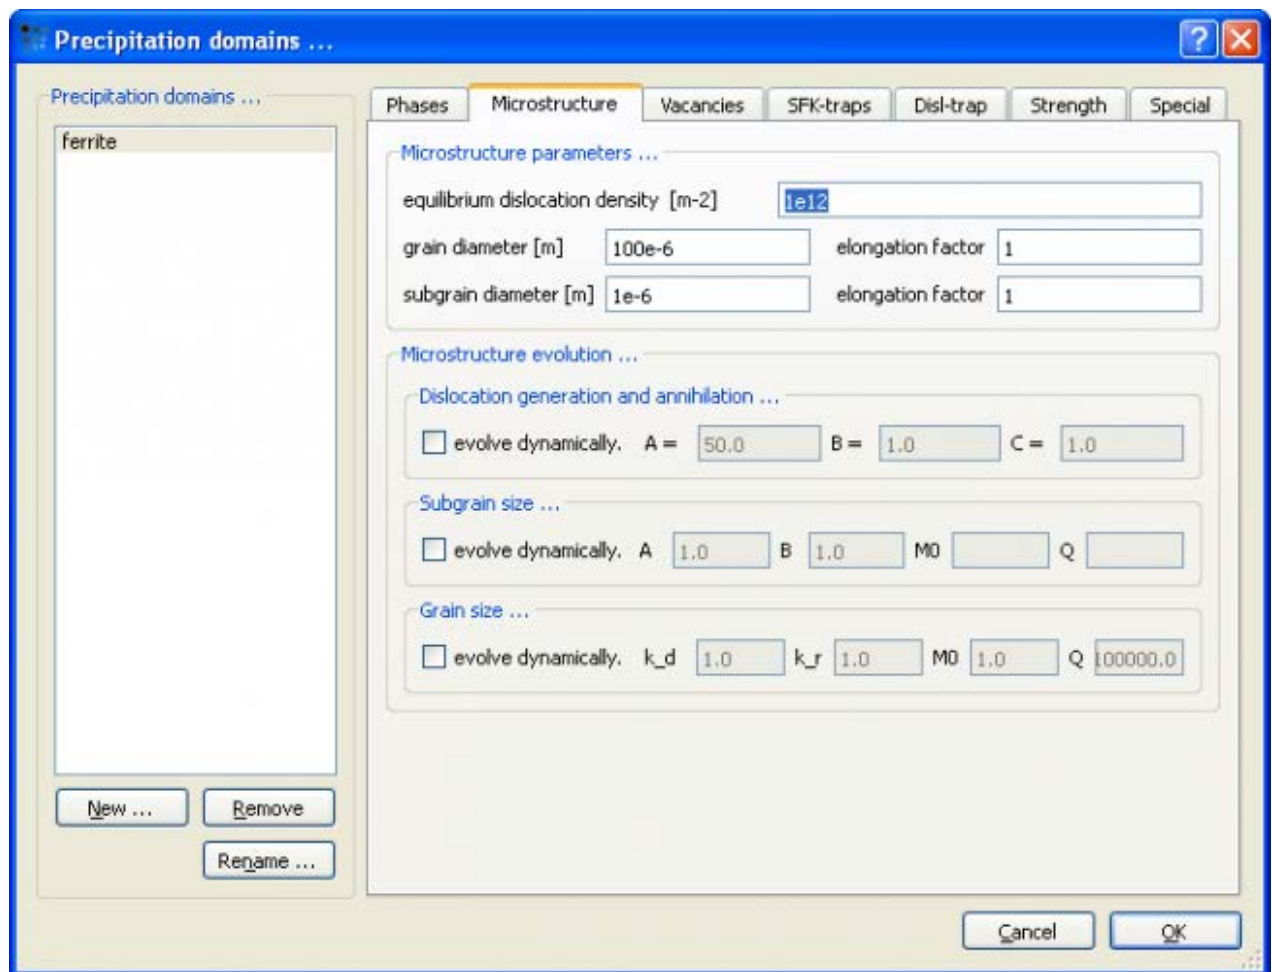 Precipitation domains ...
Precipitation domains ...
ferrite
New ...
Remove
Rename ...
Phases Microstructure Vacancies SFK-traps Disl-trap Strength Special
Microstructure parameters ...
equilibrium dislocation density [m-2] 1e12
grain diameter [m] 100e-6 elongation factor 1
subgrain diameter [m] 1e-6 elongation factor 1
Microstructure evolution ...
Dislocation generation and annihilation ...
evolve dynamically. A = 50.0 B = 1.0 C = 1.0
Subgrain size ...
evolve dynamically. A 1.0 B 1.0 M0 Q
Grain size ...
evolve dynamically. k_d 1.0 k_r 1.0 M0 1.0 Q 100000.0
Cancel OK